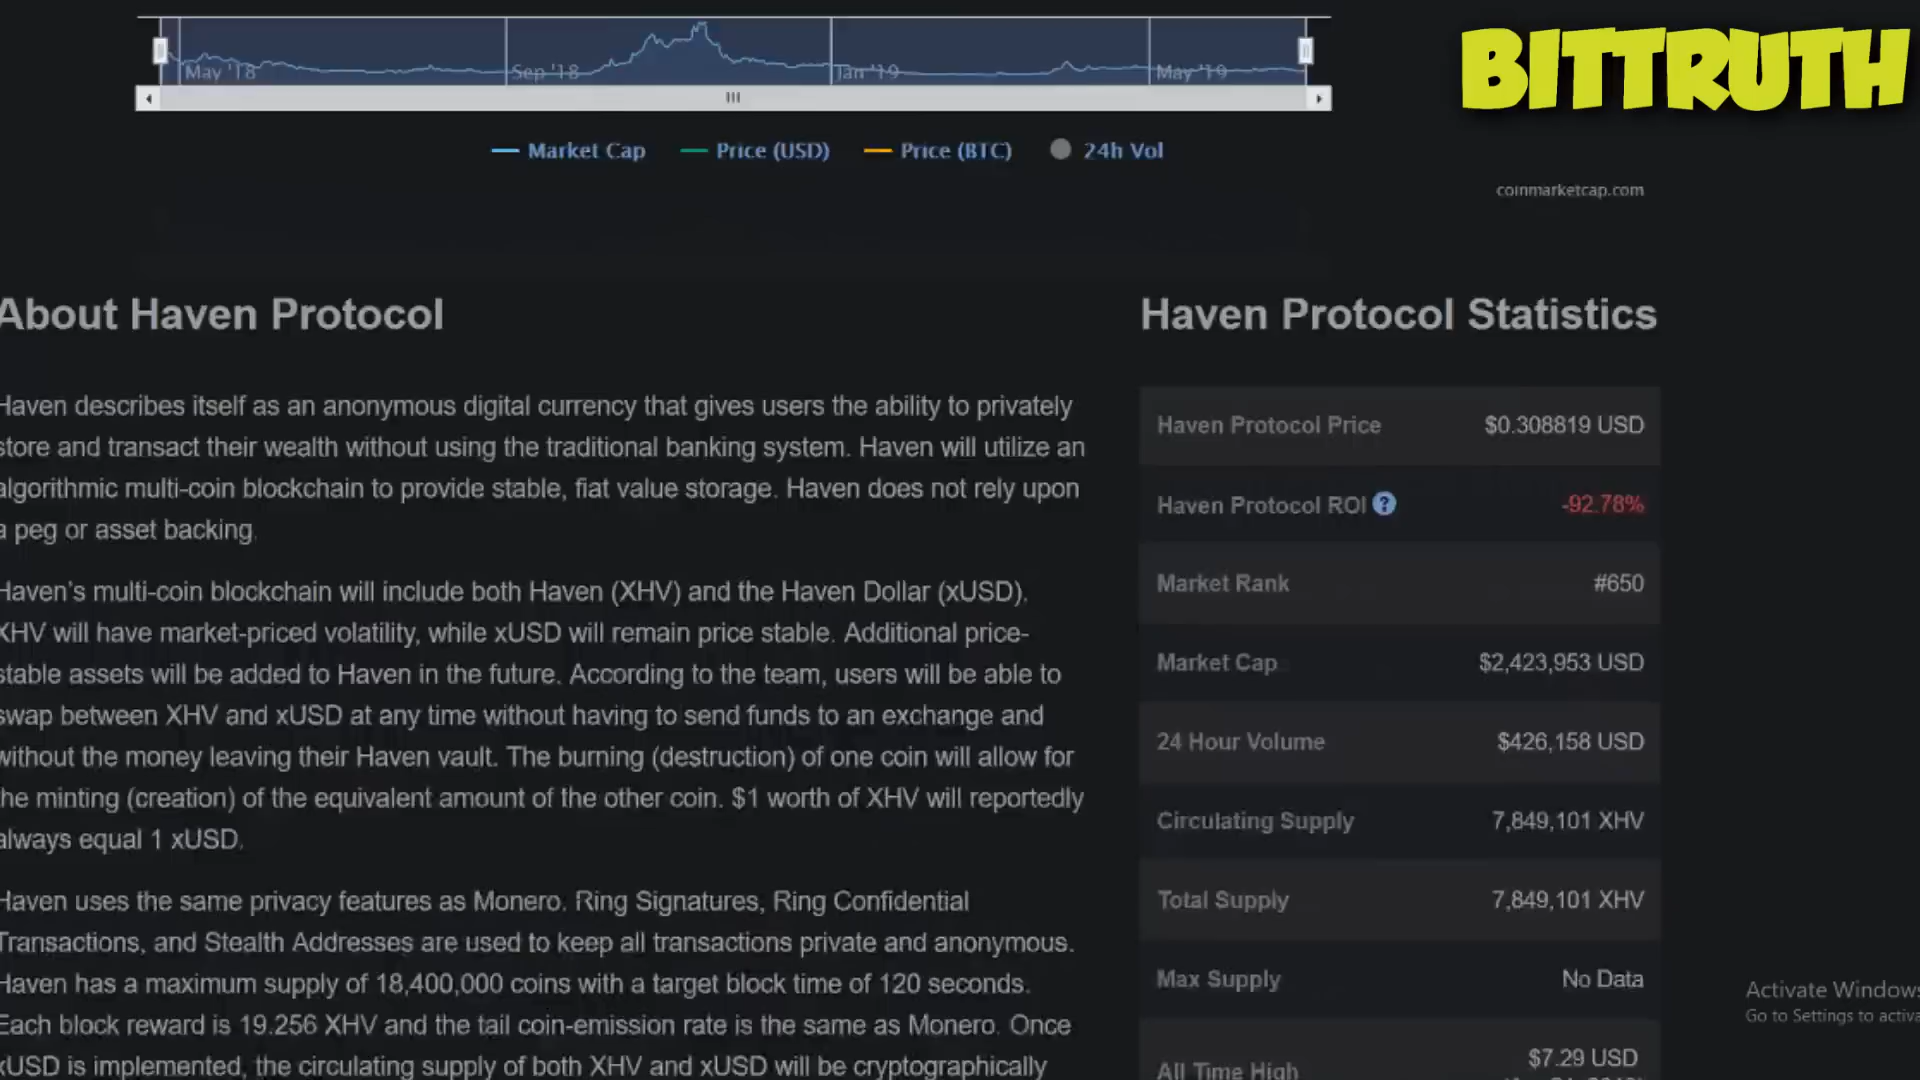 BITTRUTH
May '18
Sep '18
Jan '19
May '19
Market Cap
Price (USD)
Price (BTC)
24h Vol
coinmarketcap.com
About Haven Protocol
Haven describes itself as an anonymous digital currency that gives users the ability to privately
store and transact their wealth without using the traditional banking system. Haven will utilize an
algorithmic multi-coin blockchain to provide stable, fiat value storage. Haven does not rely upon
a peg or asset backing.
Haven's multi-coin blockchain will include both Haven (XHV) and the Haven Dollar (xUSD).
XHV will have market-priced volatility, while xUSD will remain price stable. Additional price-
stable assets will be added to Haven in the future. According to the team, users will be able to
swap between XHV and xUSD at any time without having to send funds to an exchange and
without the money leaving their Haven vault. The burning (destruction) of one coin will allow for
the minting (creation) of the equivalent amount of the other coin. $1 worth of XHV will reportedly
always equal 1 xUSD.
Haven uses the same privacy features as Monero. Ring Signatures, Ring Confidential
Transactions, and Stealth Addresses are used to keep all transactions private and anonymous.
Haven has a maximum supply of 18,400,000 coins with a target block time of 120 seconds.
Each block reward is 19.256 XHV and the tail coin-emission rate is the same as Monero. Once
xUSD is implemented, the circulating supply of both XHV and xUSD will be cryptographically
Haven Protocol Statistics
Haven Protocol Price $0.308819 USD
Haven Protocol ROI ? -92.78%
Market Rank #650
Market Cap $2,423,953 USD
24 Hour Volume $426,158 USD
Circulating Supply 7,849,101 XHV
Total Supply 7,849,101 XHV
Max Supply No Data
All Time High $7.29 USD
Activate Windows
Go to Settings to activa